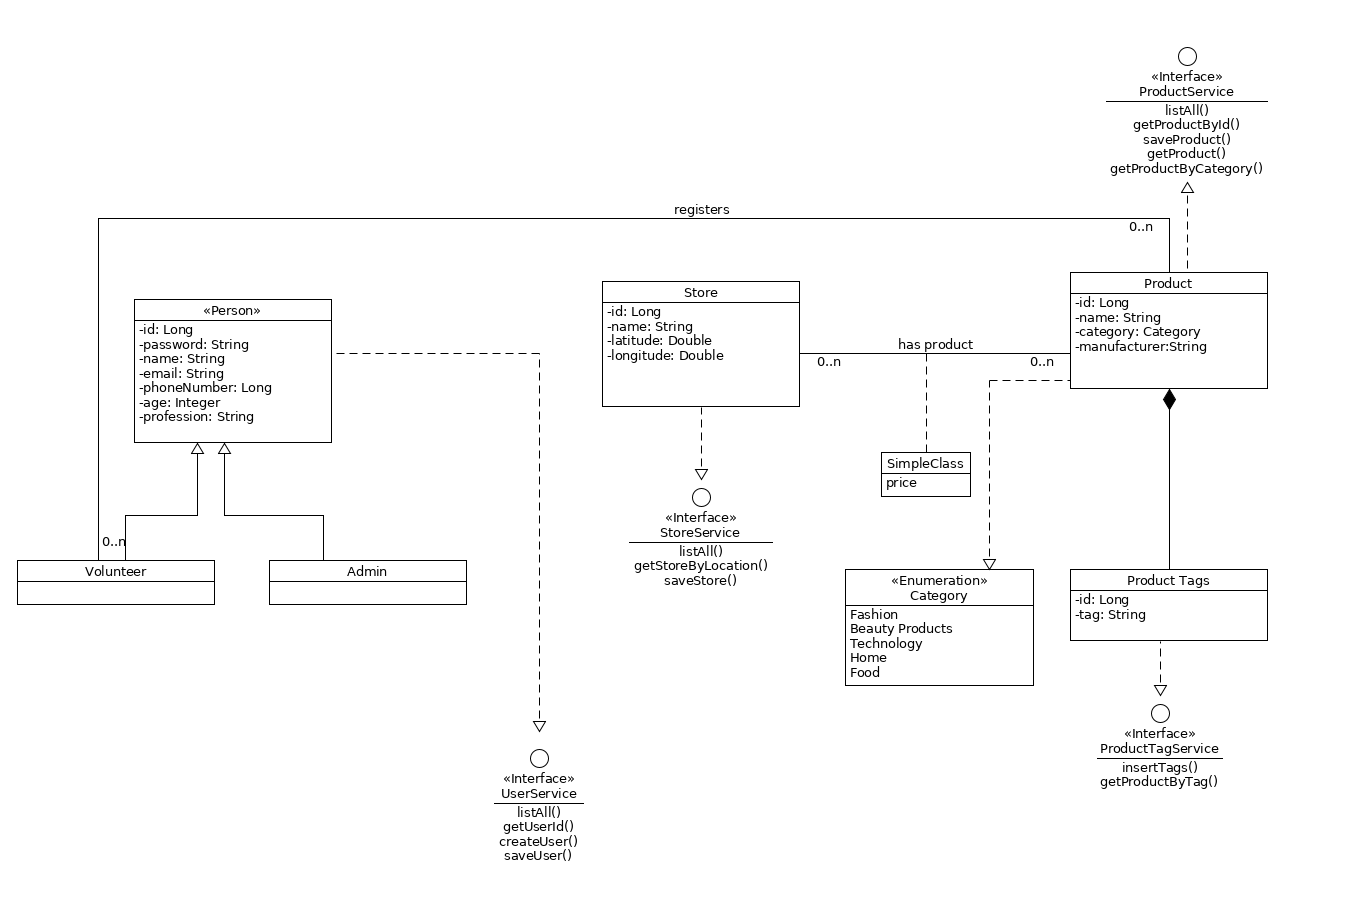 «Interface»
ProductService
listAll()
getProductById()
saveProduct()
getProduct()
getProductByCategory()
registers
0..n
«Person»
-id: Long
-password: String
-name: String
-email: String
-phoneNumber: Long
-age: Integer
-profession: String
Store
-id: Long
-name: String
-latitude: Double
-longitude: Double
has product
0..n
0..n
Product
-id: Long
-name: String
-category: Category
-manufacturer:String
SimpleClass
price
0..n
Volunteer
Admin
«Interface»
StoreService
listAll()
getStoreByLocation()
saveStore()
«Enumeration»
Category
Fashion
Beauty Products
Technology
Home
Food
Product Tags
-id: Long
-tag: String
«Interface»
ProductTagService
insertTags()
getProductByTag()
«Interface»
UserService
listAll()
getUserId()
createUser()
saveUser()